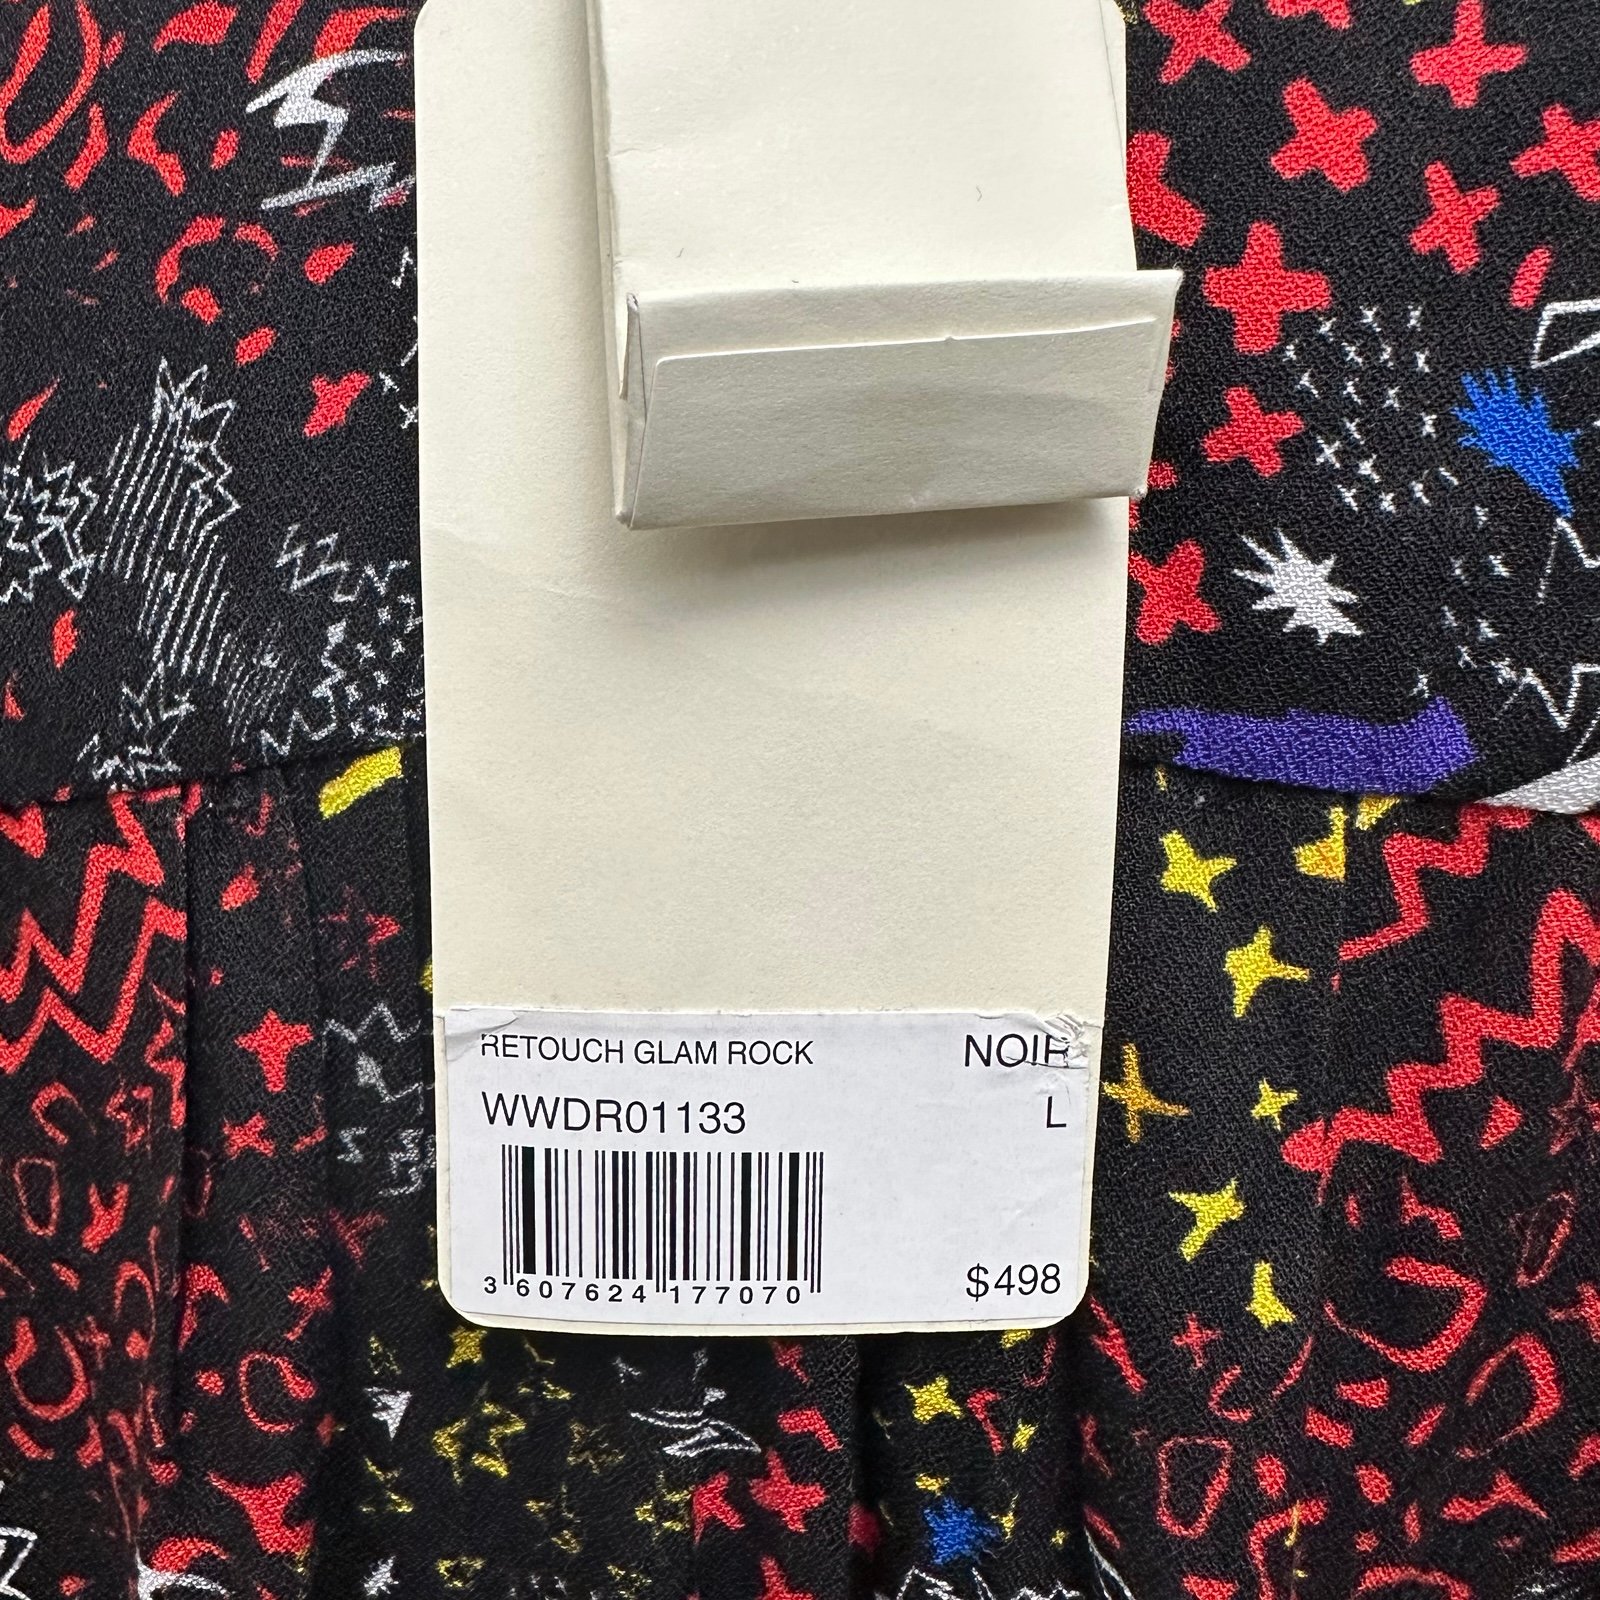 RETOUCH GLAM ROCK NOIR
WWDR01133 L
3 607624 177070
$498